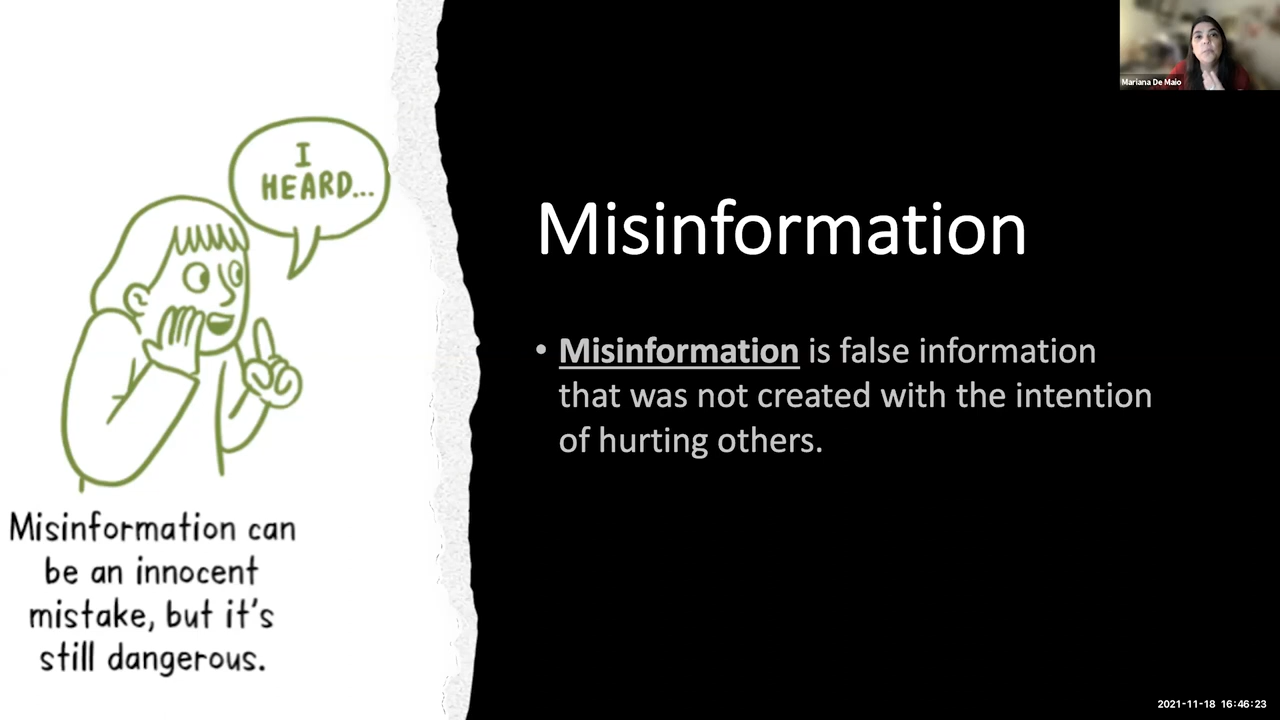 Mariana De Maio
I
HEARD...
Misinformation can
be an innocent
mistake, but it's
still dangerous.
Misinformation
• Misinformation is false information
that was not created with the intention
of hurting others.
2021-11-18 16:46:23